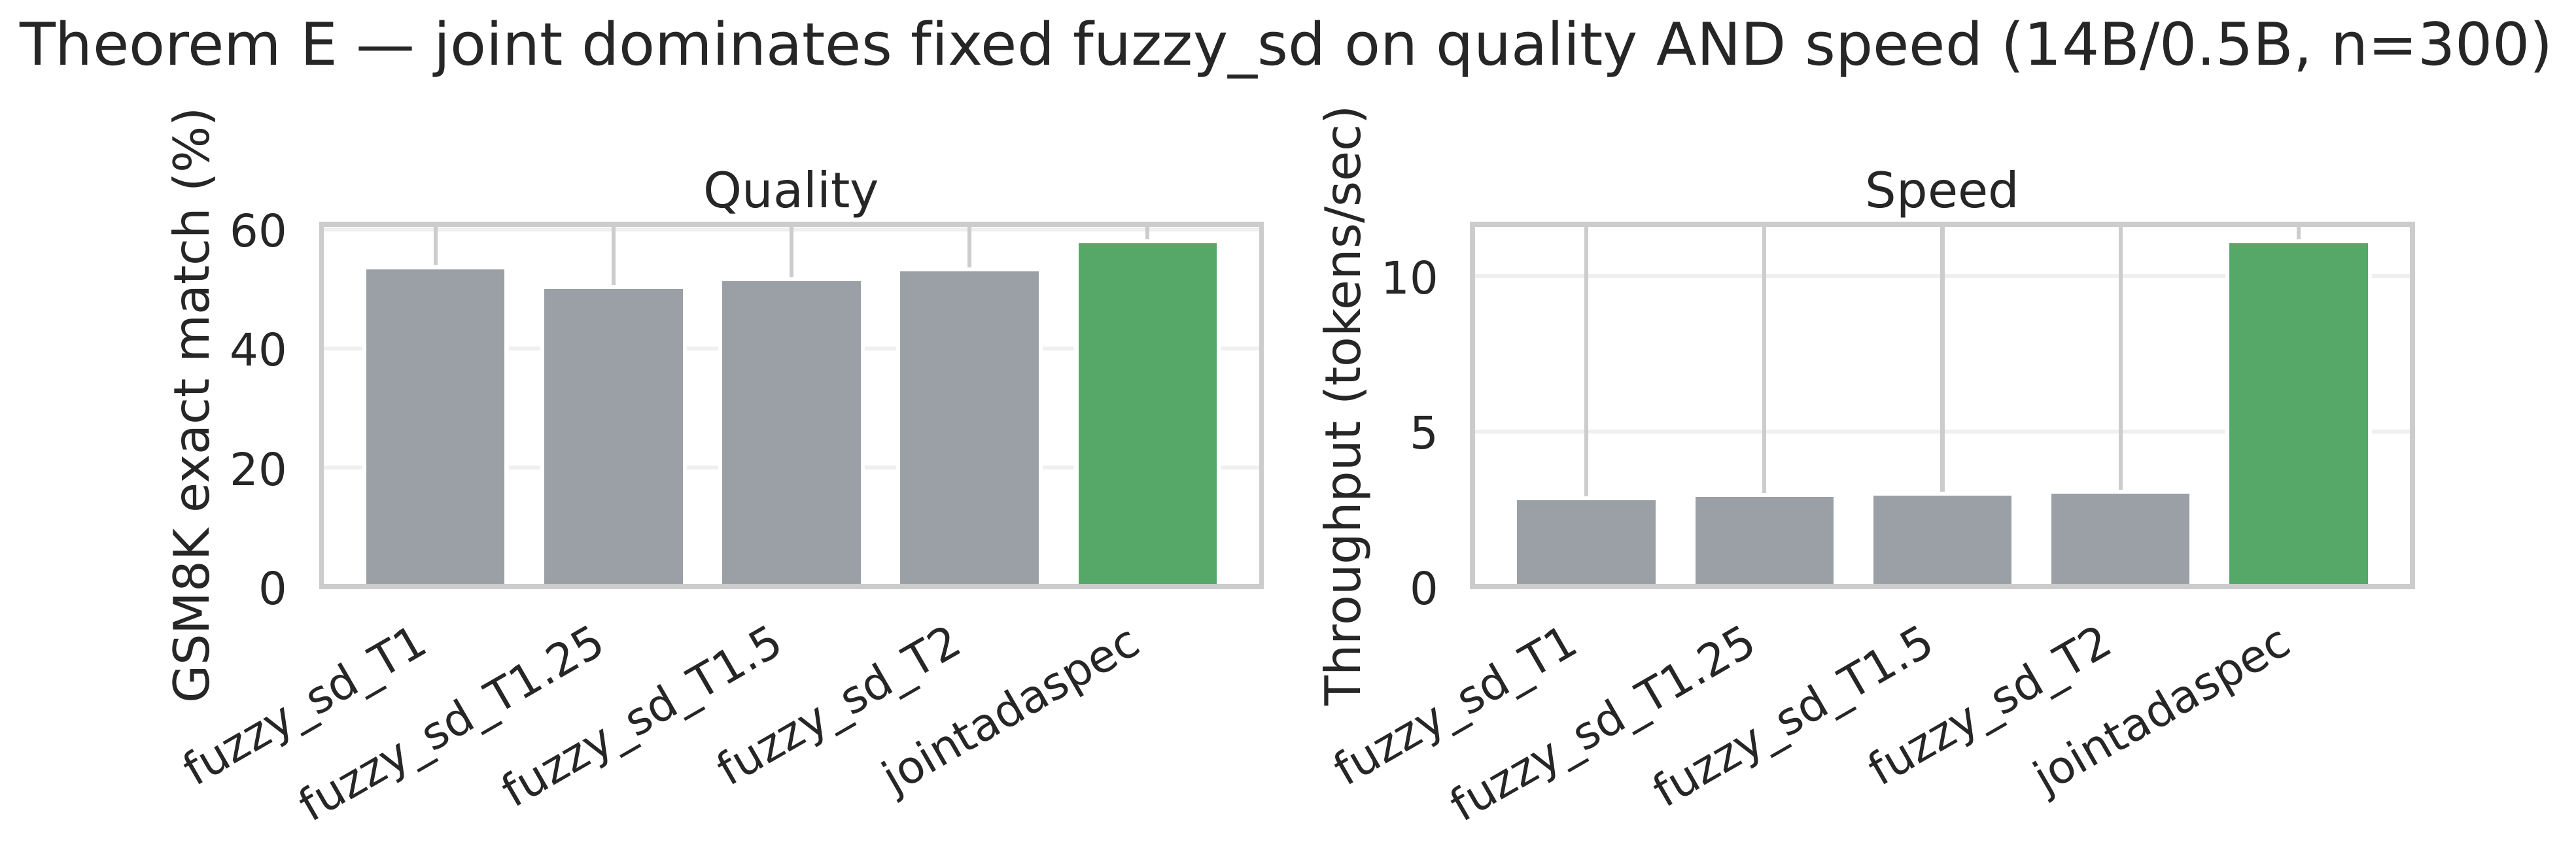 Theorem E — joint dominates fixed fuzzy_sd on quality AND speed (14B/0.5B, n=300)
Quality
GSM8K exact match (%)
60
40
20
0
fuzzy_sd_T1
fuzzy_sd_T1.25
fuzzy_sd_T1.5
fuzzy_sd_T2
jointadaspec
Speed
Throughput (tokens/sec)
10
5
0
fuzzy_sd_T1
fuzzy_sd_T1.25
fuzzy_sd_T1.5
fuzzy_sd_T2
jointadaspec